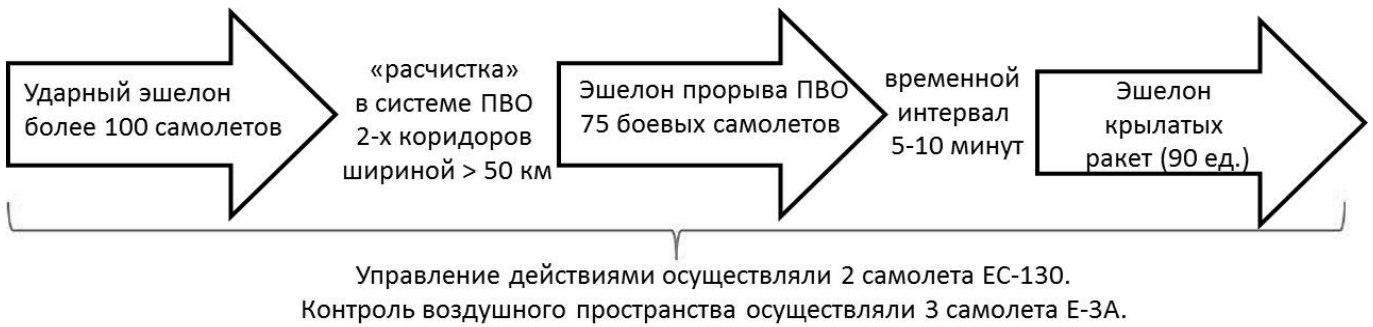 Ударный эшелон
более 100 самолетов
«расчистка»
в системе ПВО
2-х коридоров
шириной > 50 км
Эшелон прорыва ПВО
75 боевых самолетов
временной
интервал
5-10 минут
Эшелон
крылатых
ракет (90 ед.)
Управление действиями осуществляли 2 самолета ЕС-130.
Контроль воздушного пространства осуществляли 3 самолета Е-3А.